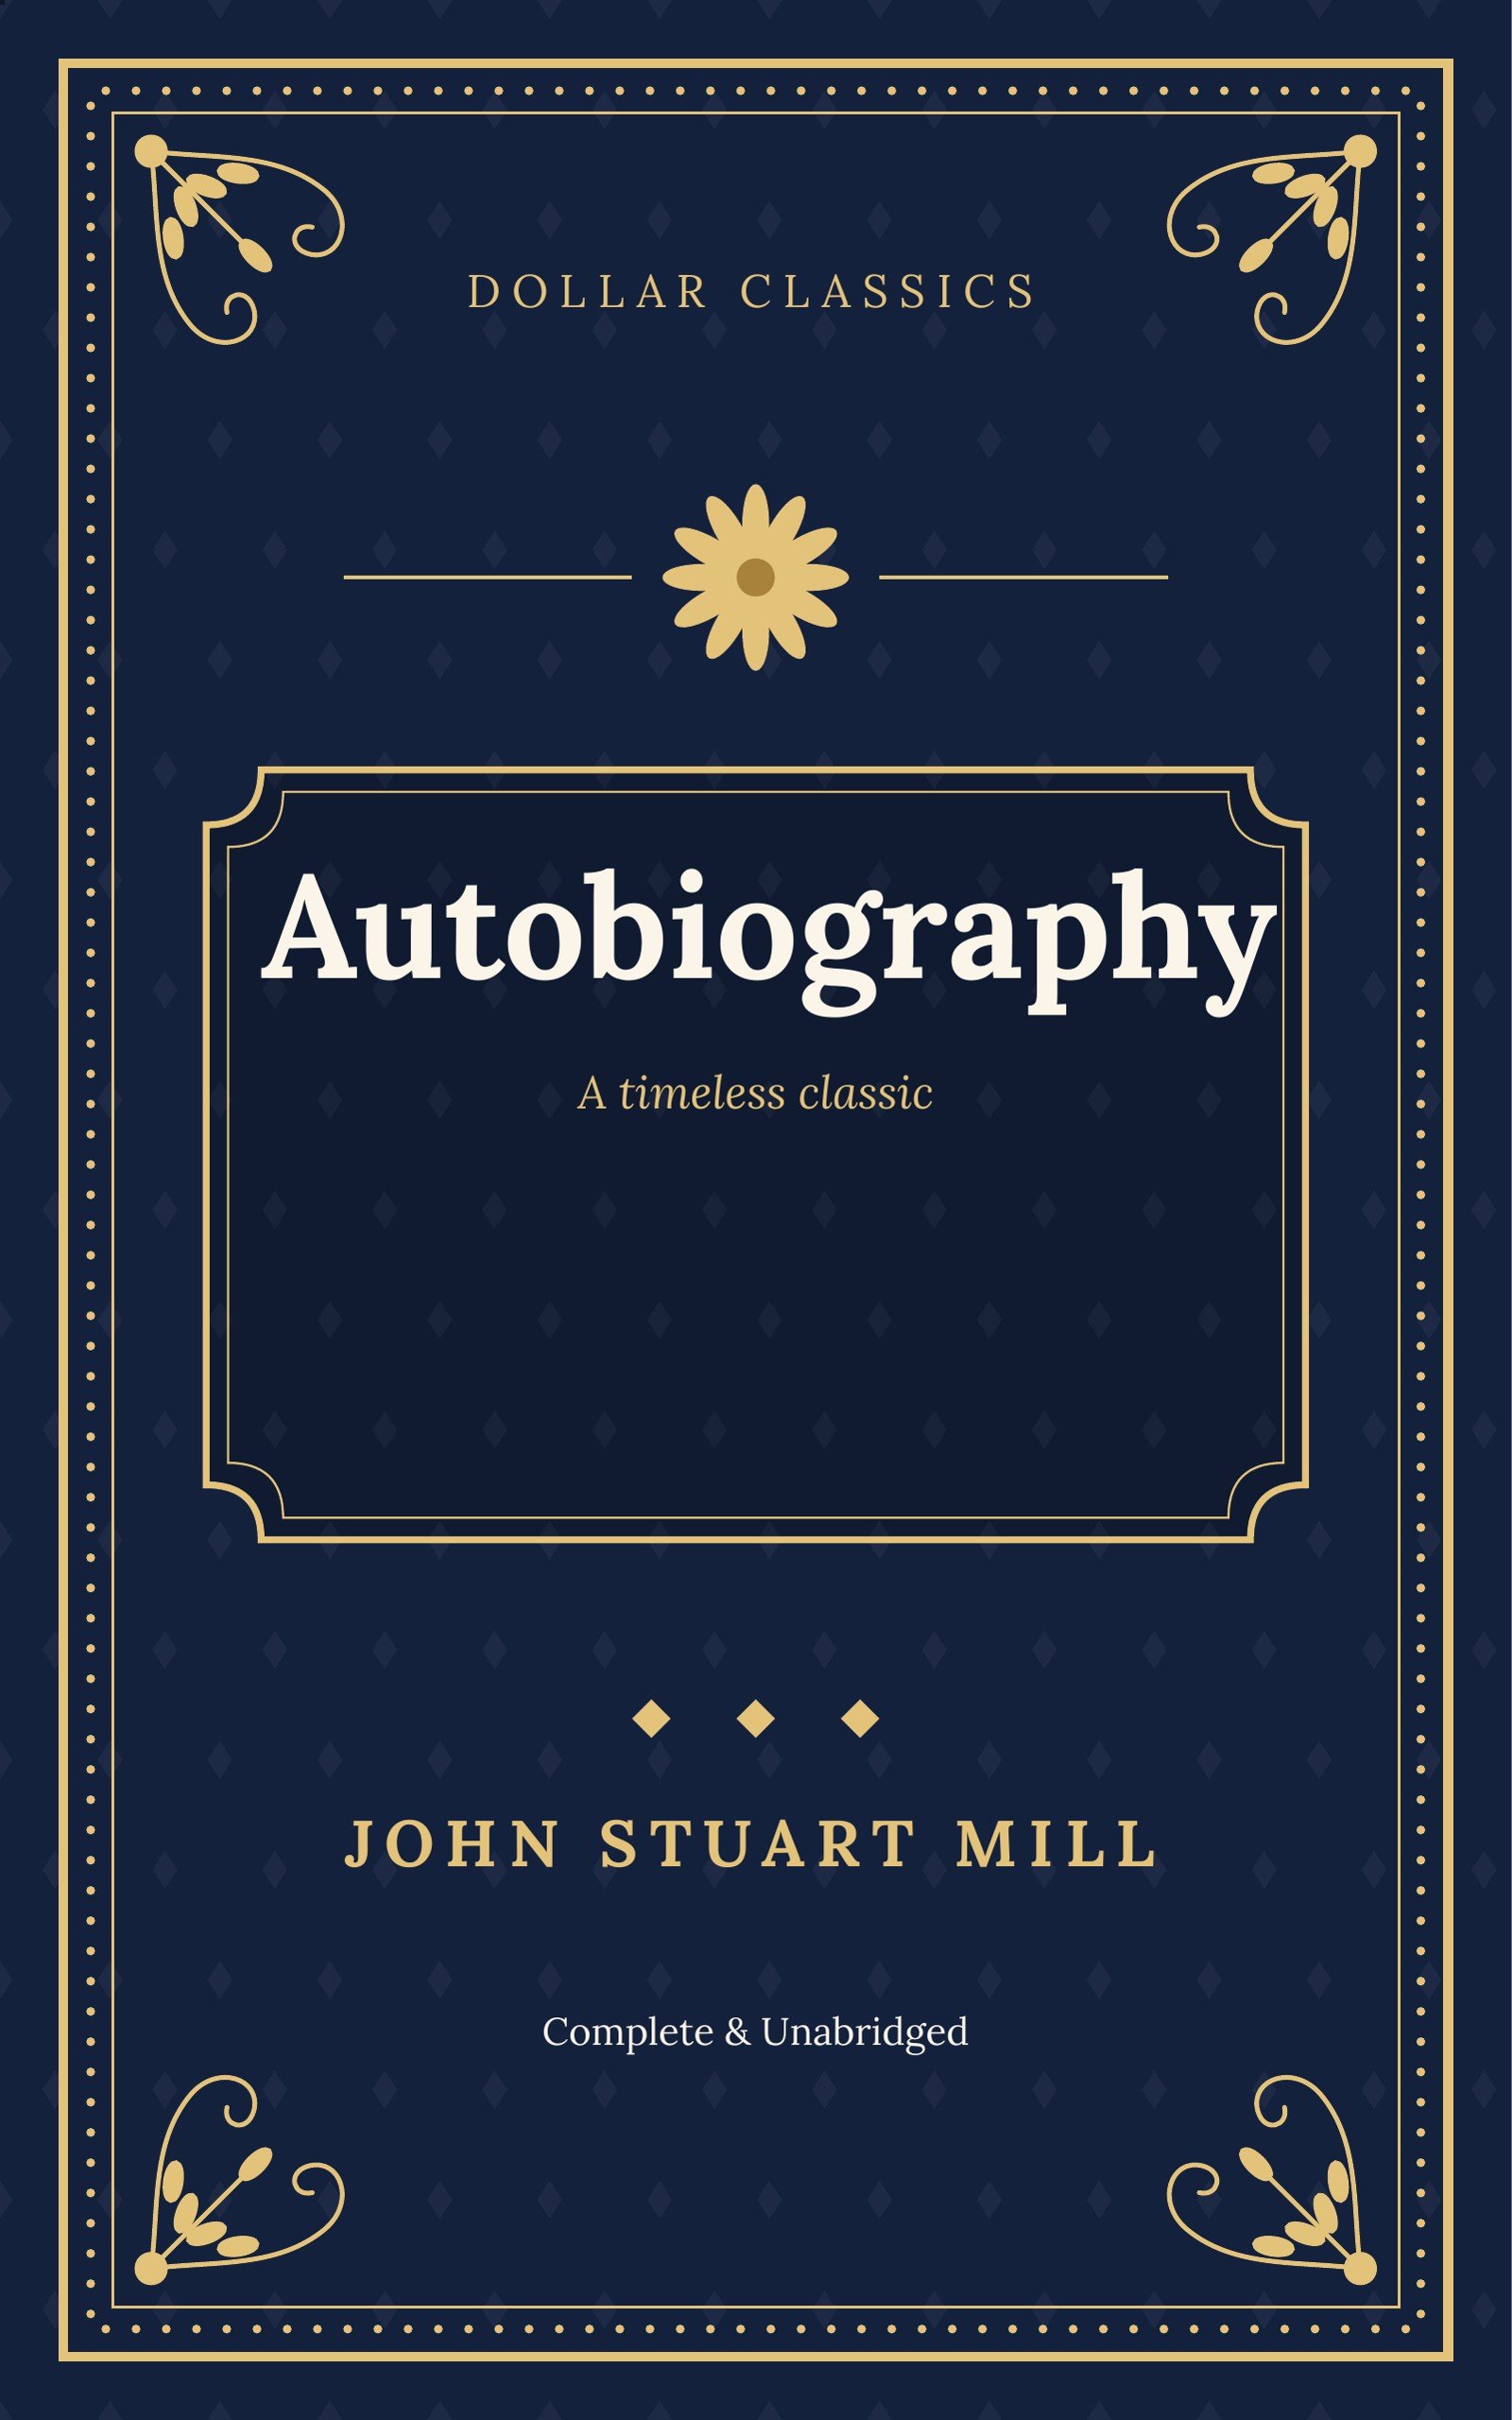 DOLLAR CLASSICS
Autobiography
A timeless classic
JOHN STUART MILL
Complete & Unabridged